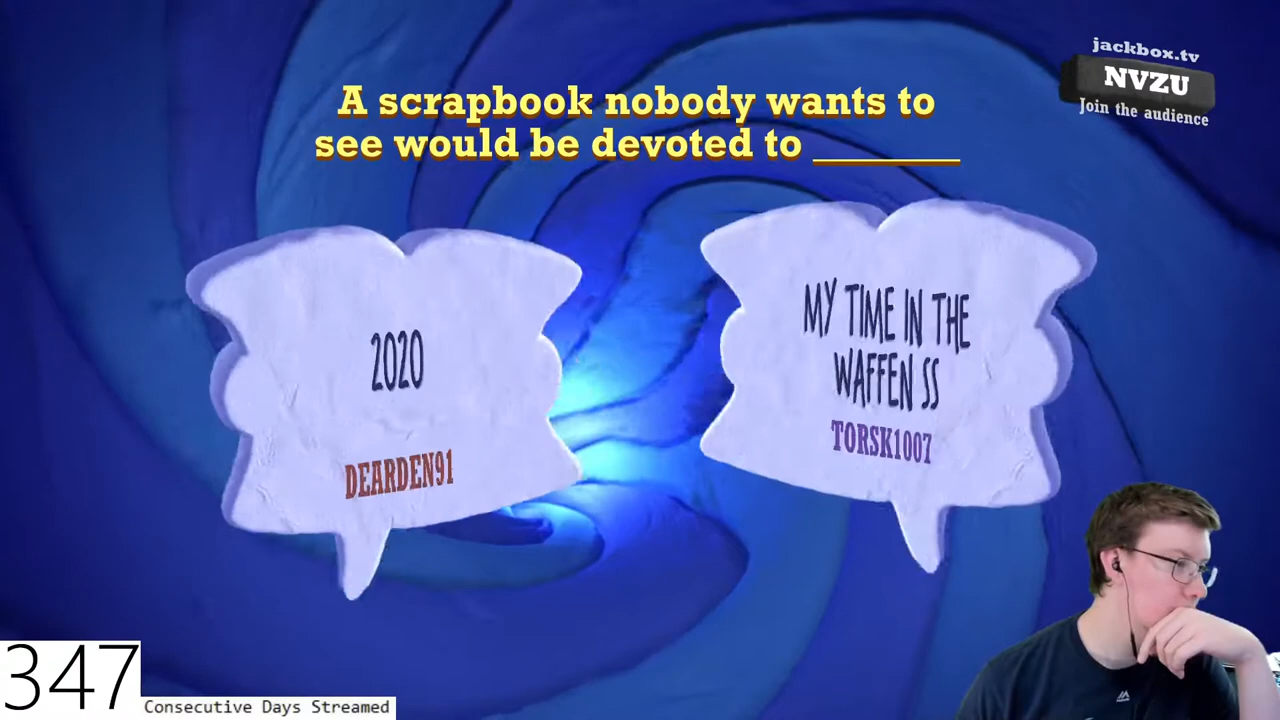 jackbox.tv
NVZU
Join the audience
A scrapbook nobody wants to
see would be devoted to ________
2020
DEARDEN91
MY TIME IN THE
WAFFEN SS
TORSK1007
347
Consecutive Days Streamed